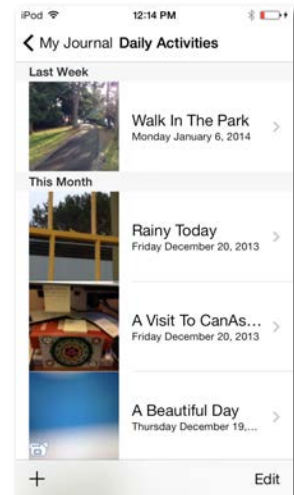 iPod 12:14 PM
My Journal Daily Activities
Last Week
Walk In The Park
Monday January 6, 2014
This Month
Rainy Today
Friday December 20, 2013
A Visit To CanAs...
Friday December 20, 2013
A Beautiful Day
Thursday December 19,...
+ Edit